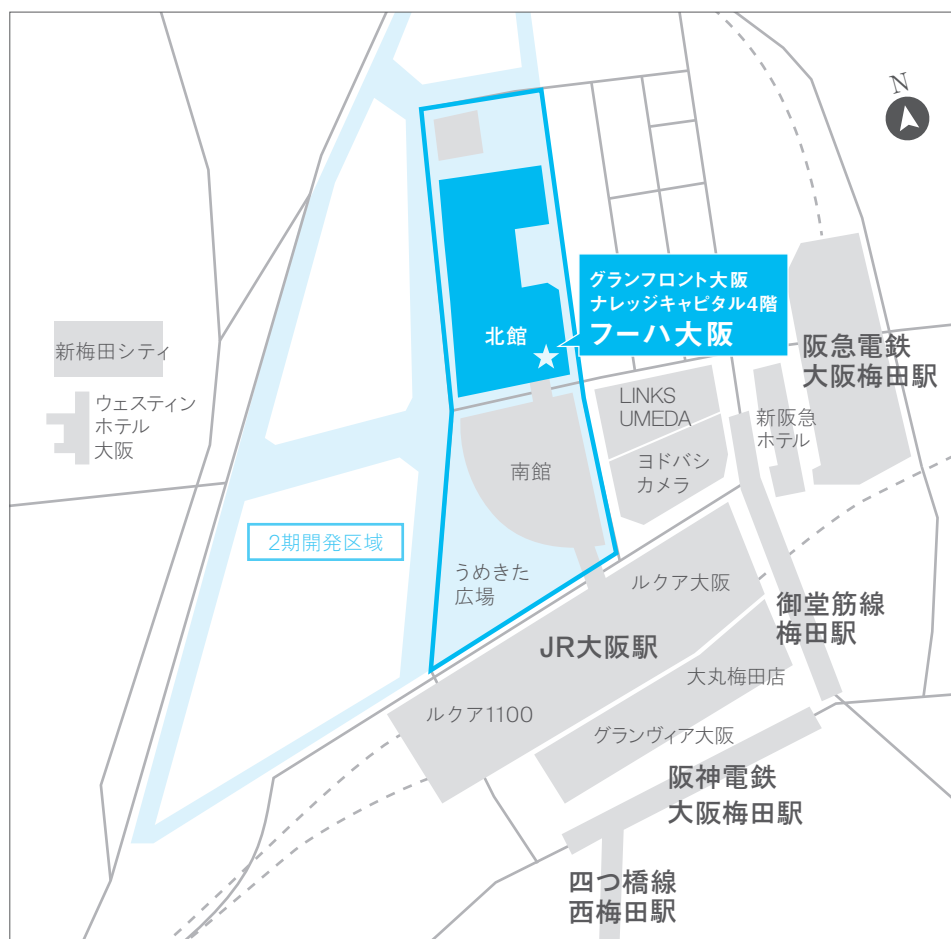 N
グランフロント大阪
ナレッジキャピタル4階
フーハ大阪
北館
新梅田シティ
ウェスティン
ホテル
大阪
阪急電鉄
大阪梅田駅
LINKS
UMEDA
新阪急
ホテル
ヨドバシ
カメラ
南館
2期開発区域
うめきた
広場
ルクア大阪
御堂筋線
梅田駅
JR大阪駅
大丸梅田店
ルクア1100
グランヴィア大阪
阪神電鉄
大阪梅田駅
四つ橋線
西梅田駅